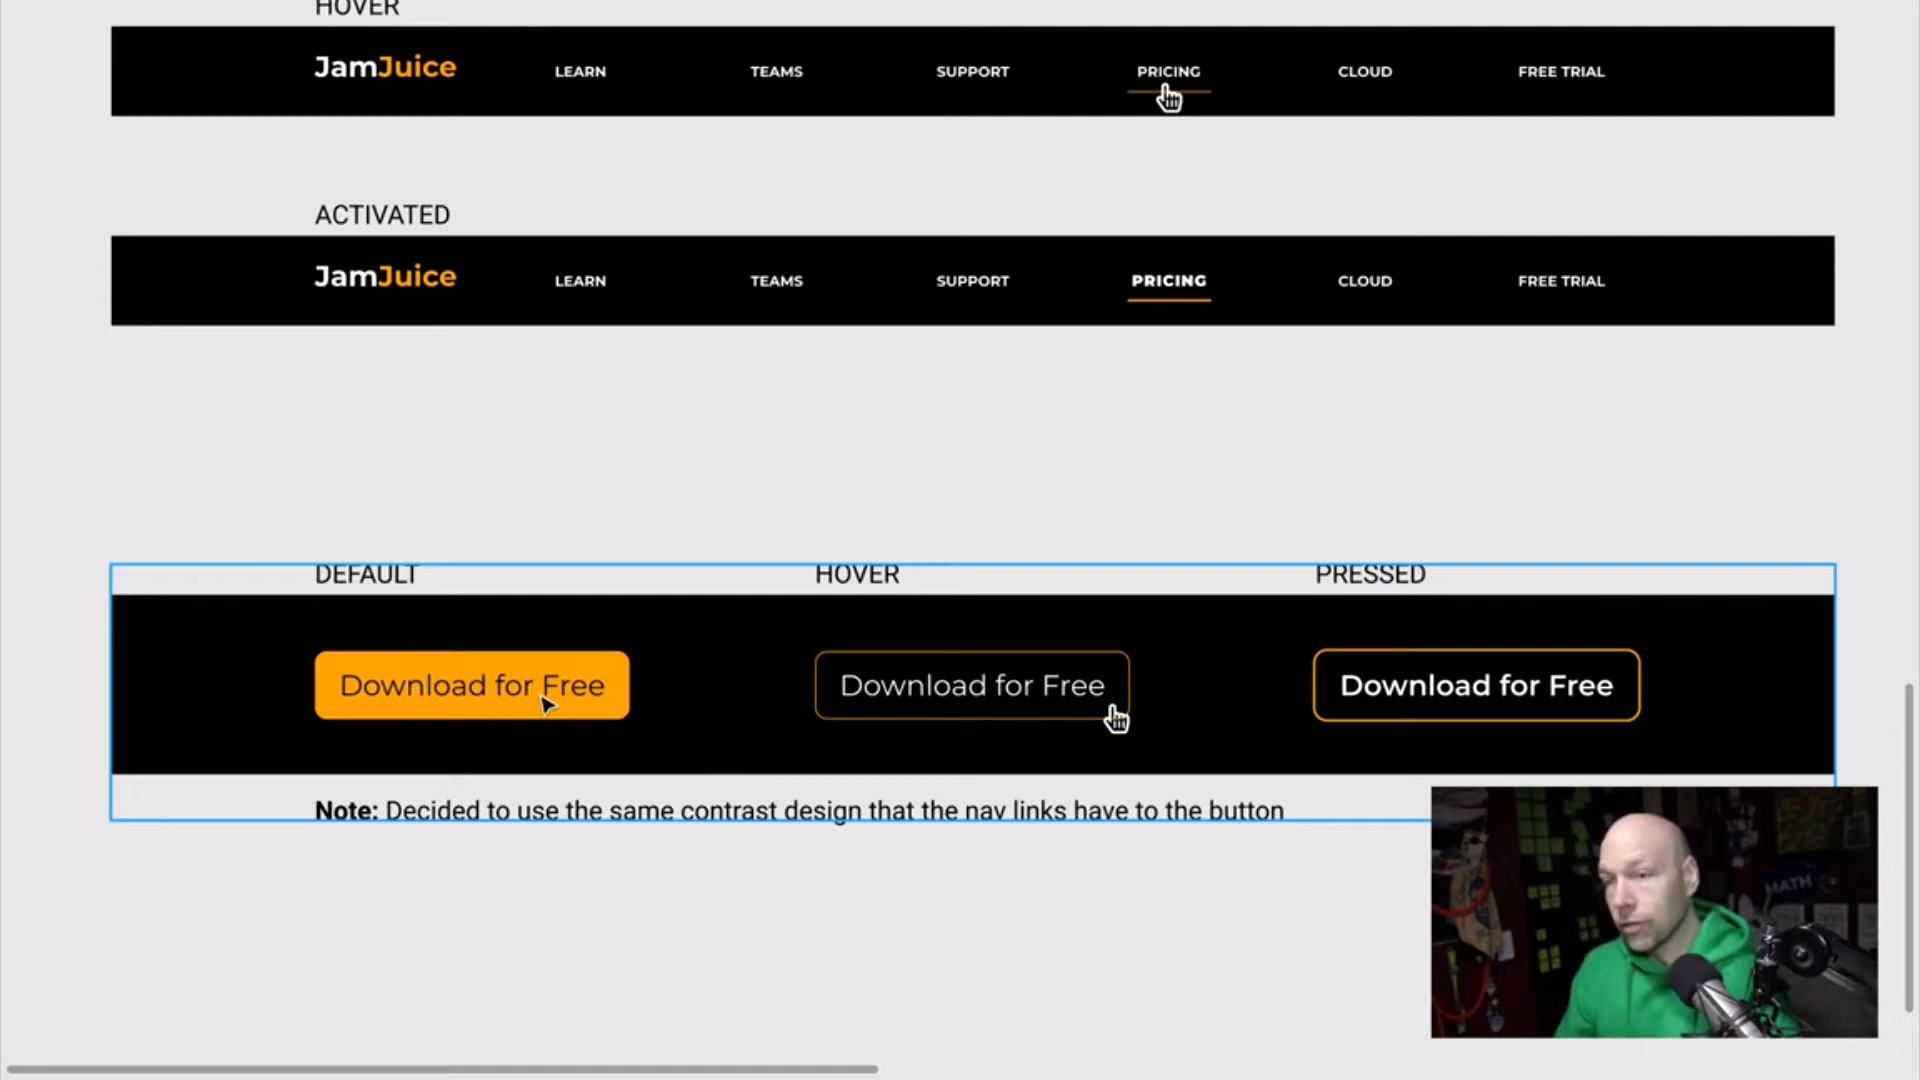 HOVER
JamJuice LEARN TEAMS SUPPORT PRICING CLOUD FREE TRIAL
ACTIVATED
JamJuice LEARN TEAMS SUPPORT PRICING CLOUD FREE TRIAL
DEFAULT HOVER PRESSED
Download for Free Download for Free Download for Free
Note: Decided to use the same contrast design that the nav links have to the button
MATH